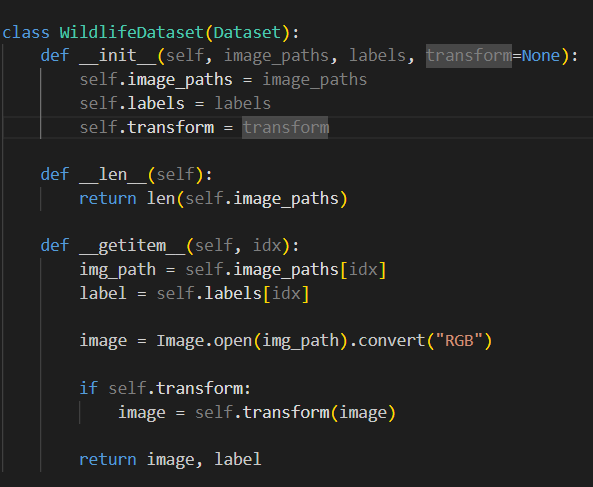 class WildlifeDataset(Dataset):
    def __init__(self, image_paths, labels, transform=None):
        self.image_paths = image_paths
        self.labels = labels
        self.transform = transform

    def __len__(self):
        return len(self.image_paths)

    def __getitem__(self, idx):
        img_path = self.image_paths[idx]
        label = self.labels[idx]

        image = Image.open(img_path).convert("RGB")

        if self.transform:
            image = self.transform(image)

        return image, label